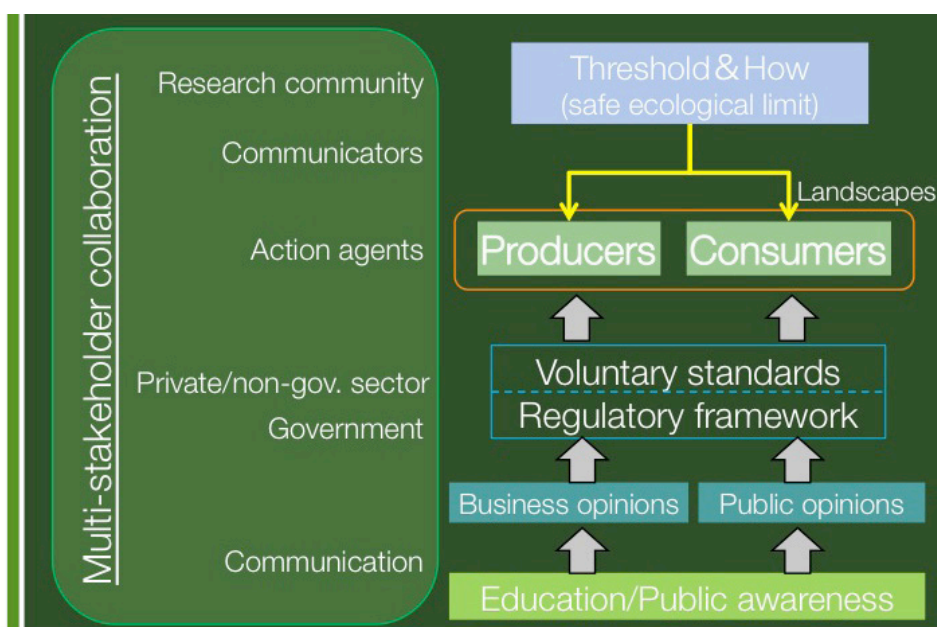 Multi-stakeholder collaboration
Research community
Communicators
Action agents
Private/non-gov. sector
Government
Communication
Threshold & How
(safe ecological limit)
Landscapes
Producers
Consumers
Voluntary standards
Regulatory framework
Business opinions
Public opinions
Education/Public awareness